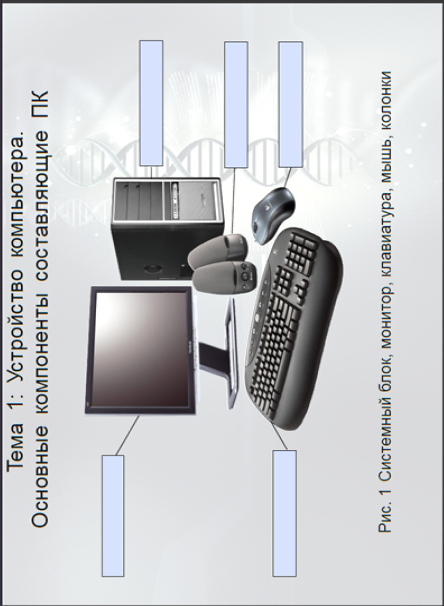 Тема 1: Устройство компьютера.
Основные компоненты составляющие ПК
Рис. 1 Системный блок, монитор, клавиатура, мышь, колонки